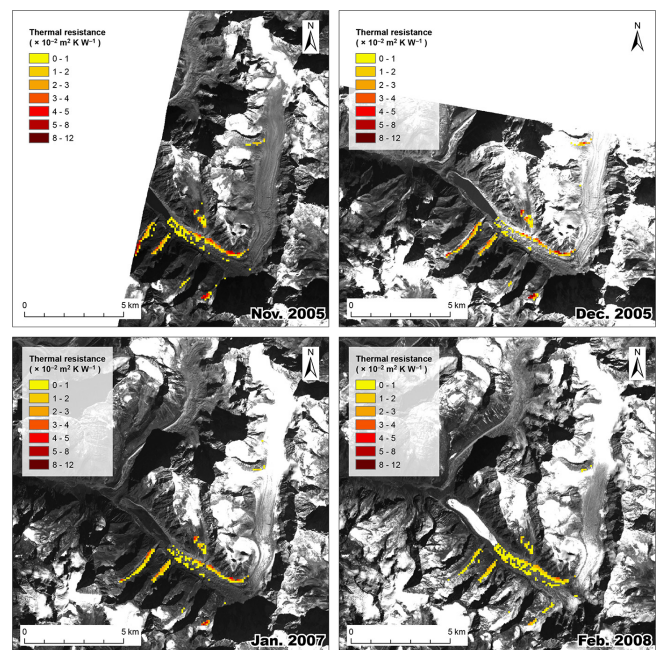 Thermal resistance
( × 10⁻² m² K W⁻¹ )
0 - 1
1 - 2
2 - 3
3 - 4
4 - 5
5 - 8
8 - 12
N
0 5 km
Nov. 2005
Thermal resistance
( × 10⁻² m² K W⁻¹ )
0 - 1
1 - 2
2 - 3
3 - 4
4 - 5
5 - 8
8 - 12
N
0 5 km
Dec. 2005
Thermal resistance
( × 10⁻² m² K W⁻¹ )
0 - 1
1 - 2
2 - 3
3 - 4
4 - 5
5 - 8
8 - 12
N
0 5 km
Jan. 2007
Thermal resistance
( × 10⁻² m² K W⁻¹ )
0 - 1
1 - 2
2 - 3
3 - 4
4 - 5
5 - 8
8 - 12
N
0 5 km
Feb. 2008